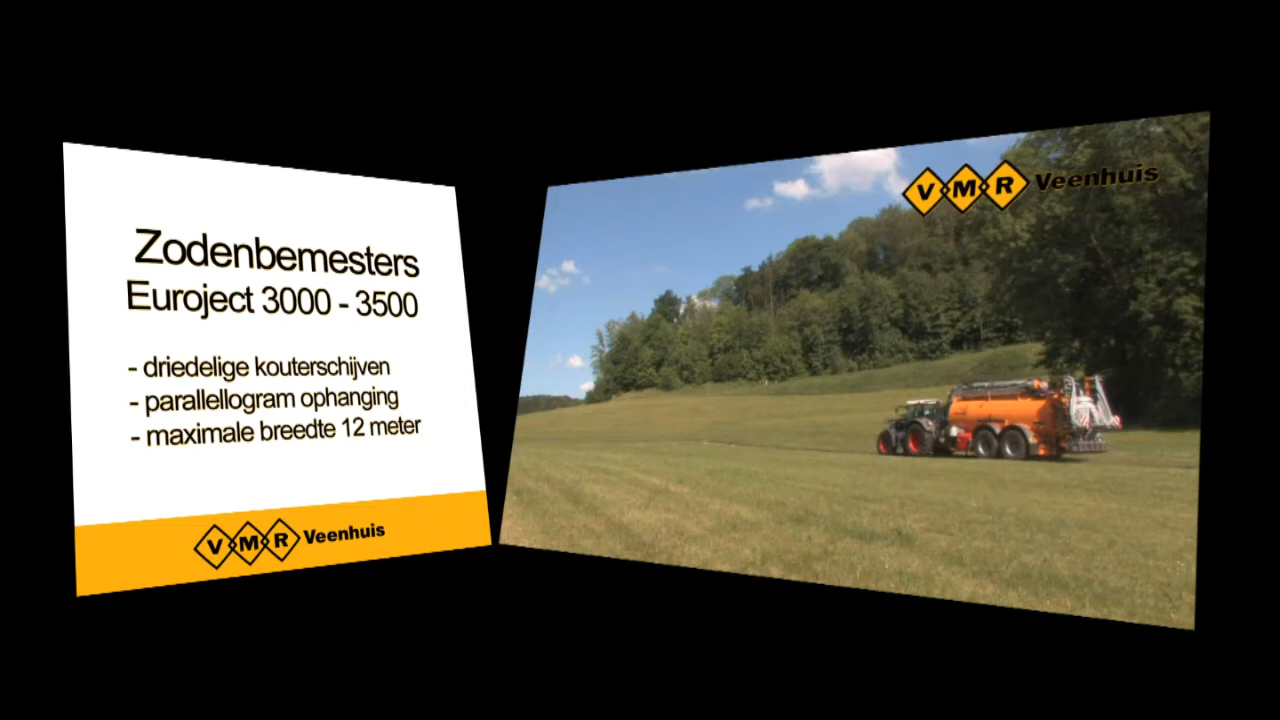 Zodenbemesters
Euroject 3000 - 3500
- driedelige kouterschijven
- parallellogram ophanging
- maximale breedte 12 meter
VMR Veenhuis
VMR Veenhuis